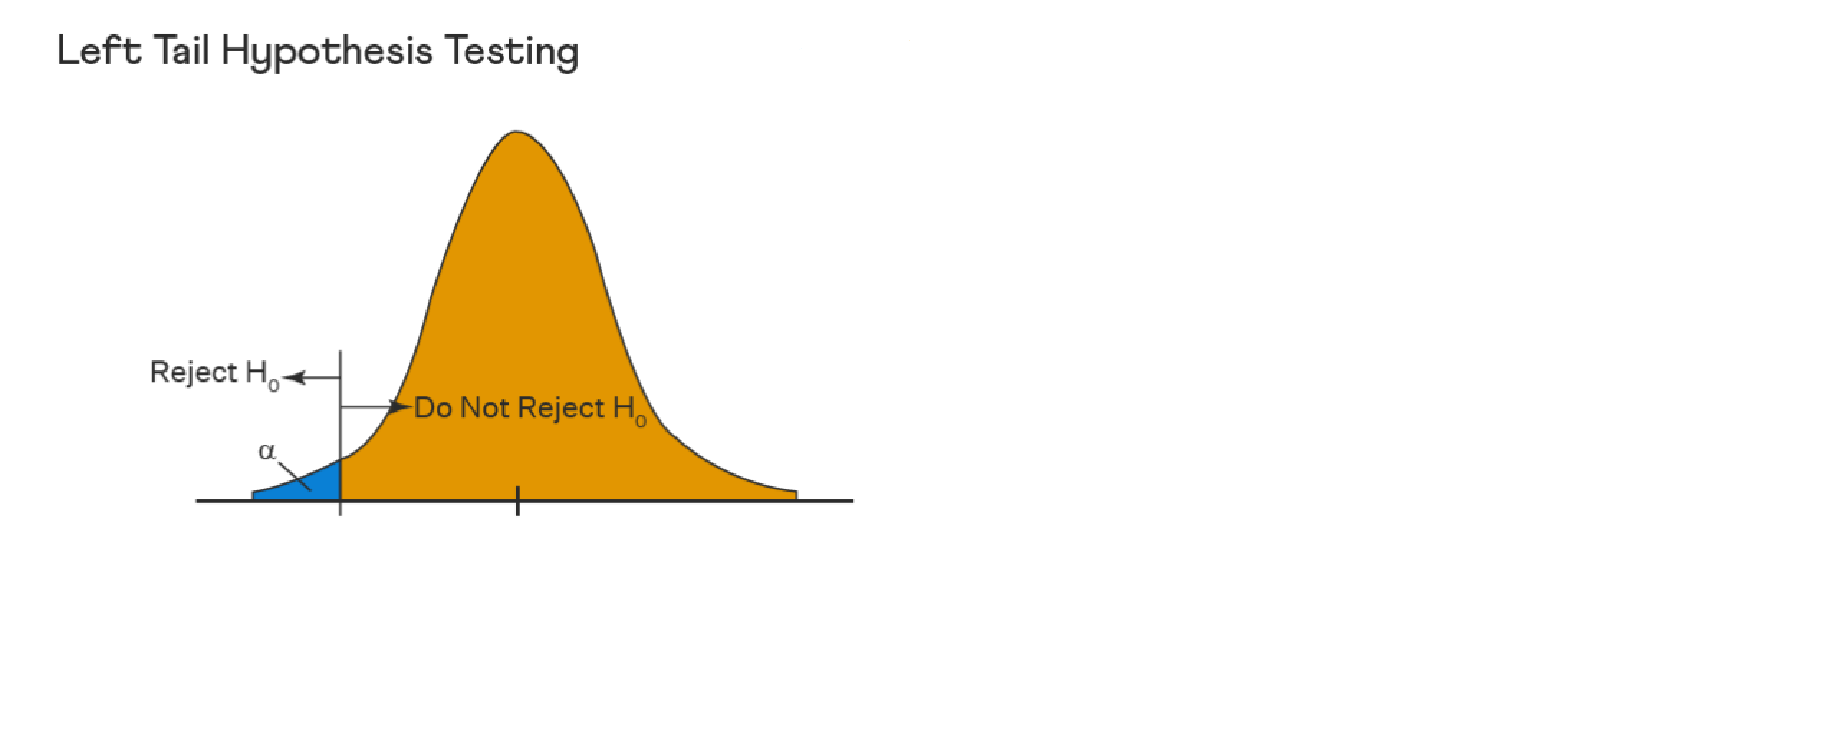 Left Tail Hypothesis Testing
Reject H₀
Do Not Reject H₀
α